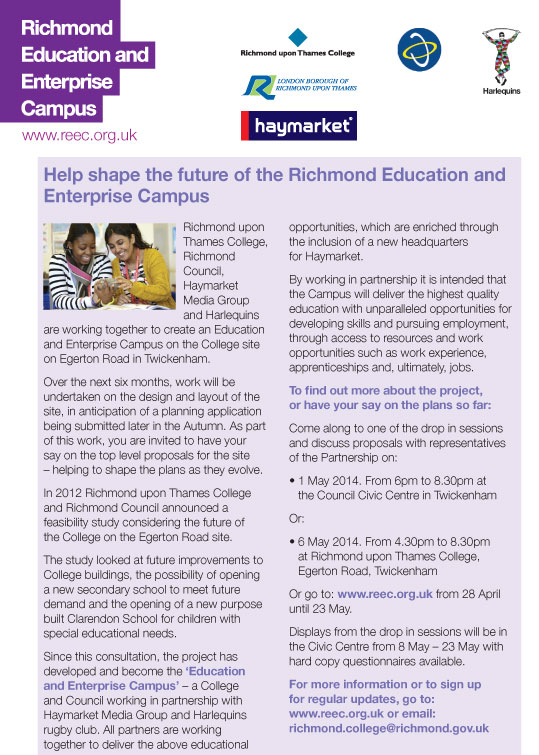 Richmond
Education and
Enterprise
Campus
www.reec.org.uk
Richmond upon Thames College
LONDON BOROUGH OF
RICHMOND UPON THAMES
haymarket®
Harlequins
Help shape the future of the Richmond Education and
Enterprise Campus
Richmond upon
Thames College,
Richmond
Council,
Haymarket
Media Group
and Harlequins
are working together to create an Education
and Enterprise Campus on the College site
on Egerton Road in Twickenham.
Over the next six months, work will be
undertaken on the design and layout of the
site, in anticipation of a planning application
being submitted later in the Autumn. As part
of this work, you are invited to have your
say on the top level proposals for the site
– helping to shape the plans as they evolve.
In 2012 Richmond upon Thames College
and Richmond Council announced a
feasibility study considering the future of
the College on the Egerton Road site.
The study looked at future improvements to
College buildings, the possibility of opening
a new secondary school to meet future
demand and the opening of a new purpose
built Clarendon School for children with
special educational needs.
Since this consultation, the project has
developed and become the ‘Education
and Enterprise Campus’ – a College
and Council working in partnership with
Haymarket Media Group and Harlequins
rugby club. All partners are working
together to deliver the above educational
opportunities, which are enriched through
the inclusion of a new headquarters
for Haymarket.
By working in partnership it is intended that
the Campus will deliver the highest quality
education with unparalleled opportunities for
developing skills and pursuing employment,
through access to resources and work
opportunities such as work experience,
apprenticeships and, ultimately, jobs.
To find out more about the project,
or have your say on the plans so far:
Come along to one of the drop in sessions
and discuss proposals with representatives
of the Partnership on:
• 1 May 2014. From 6pm to 8.30pm at
the Council Civic Centre in Twickenham
Or:
• 6 May 2014. From 4.30pm to 8.30pm
at Richmond upon Thames College,
Egerton Road, Twickenham
Or go to: www.reec.org.uk from 28 April
until 23 May.
Displays from the drop in sessions will be in
the Civic Centre from 8 May – 23 May with
hard copy questionnaires available.
For more information or to sign up
for regular updates, go to:
www.reec.org.uk or email:
richmond.college@richmond.gov.uk